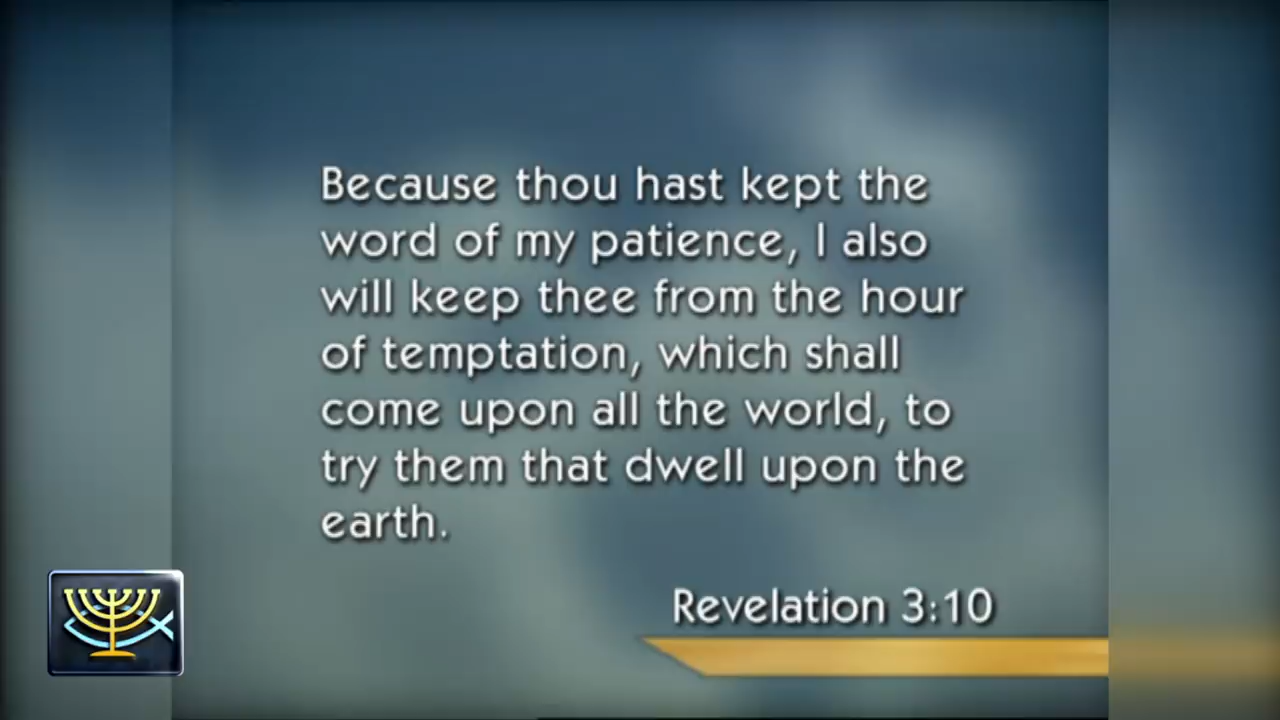 Because thou hast kept the
word of my patience, I also
will keep thee from the hour
of temptation, which shall
come upon all the world, to
try them that dwell upon the
earth.
Revelation 3:10